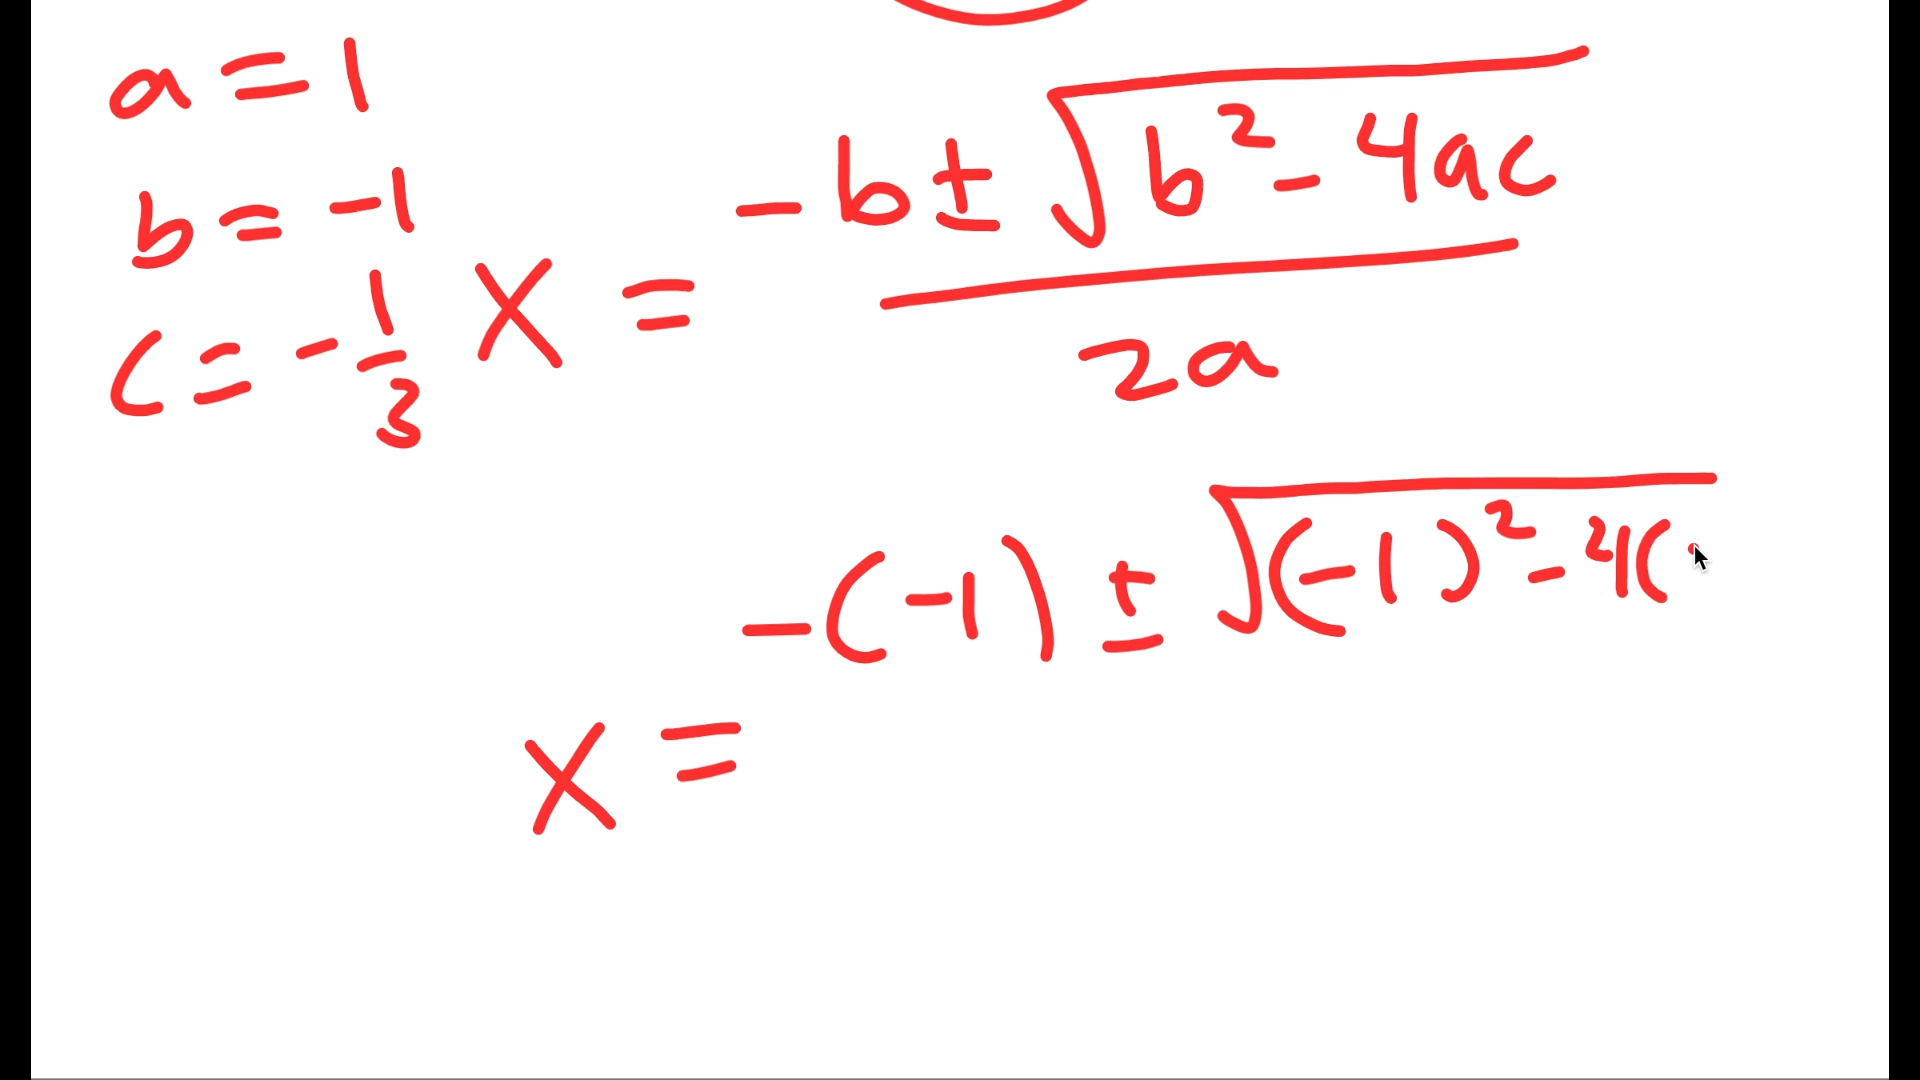 a = 1
b = -1
c = -1/3
x = (-b ± √(b² - 4ac)) / 2a
x = -(-1) ± √((-1)² - 4(